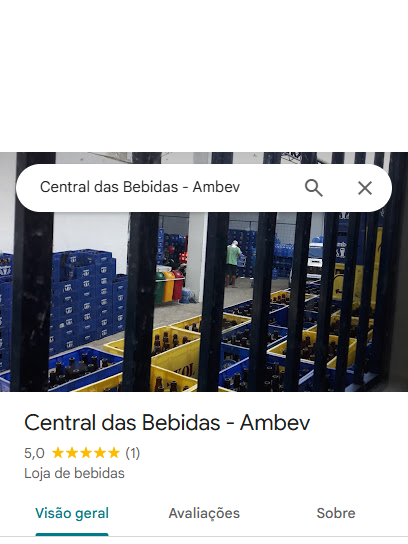 Central das Bebidas - Ambev
Central das Bebidas - Ambev
5,0 (1)
Loja de bebidas
Visão geral
Avaliações
Sobre